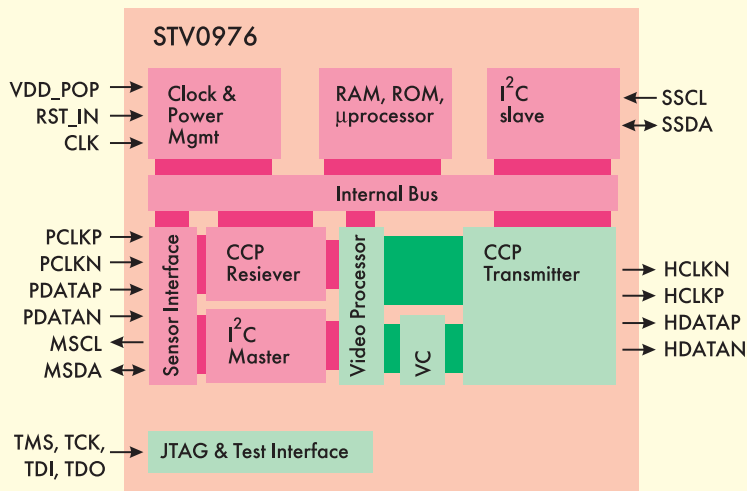 STV0976
VDD_POP
RST_IN
CLK
Clock &
Power
Mgmt
RAM, ROM,
µprocessor
I²C
slave
SSCL
SSDA
Internal Bus
PCLKP
PCLKN
PDATAP
PDATAN
MSCL
MSDA
Sensor Interface
CCP
Resiever
I²C
Master
Video Processor
VC
CCP
Transmitter
HCLKN
HCLKP
HDATAP
HDATAN
TMS, TCK,
TDI, TDO
JTAG & Test Interface